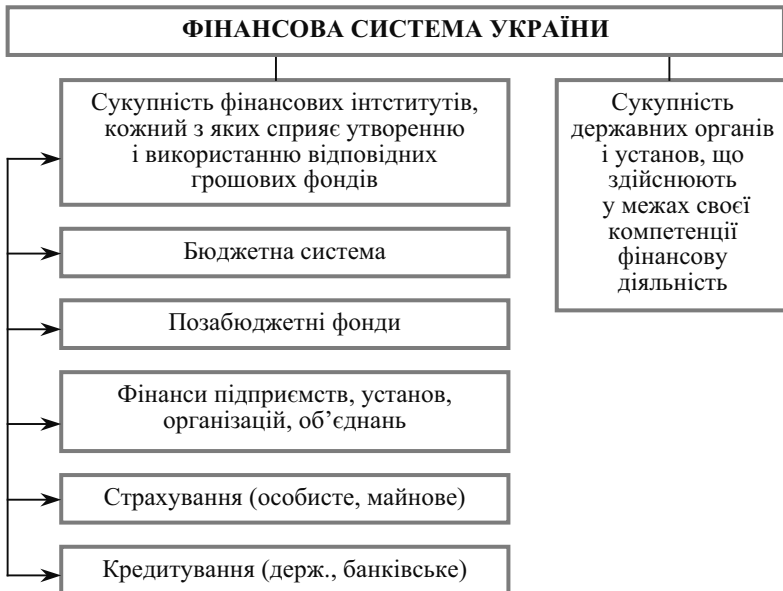 ФІНАНСОВА СИСТЕМА УКРАЇНИ
Сукупність фінансових інтститутів,
кожний з яких сприяє утворенню
і використанню відповідних
грошових фондів
Бюджетна система
Позабюджетні фонди
Фінанси підприємств, установ,
організацій, об’єднань
Страхування (особисте, майнове)
Кредитування (держ., банківське)
Сукупність
державних органів
і установ, що
здійснюють
у межах своєї
компетенції
фінансову
діяльність